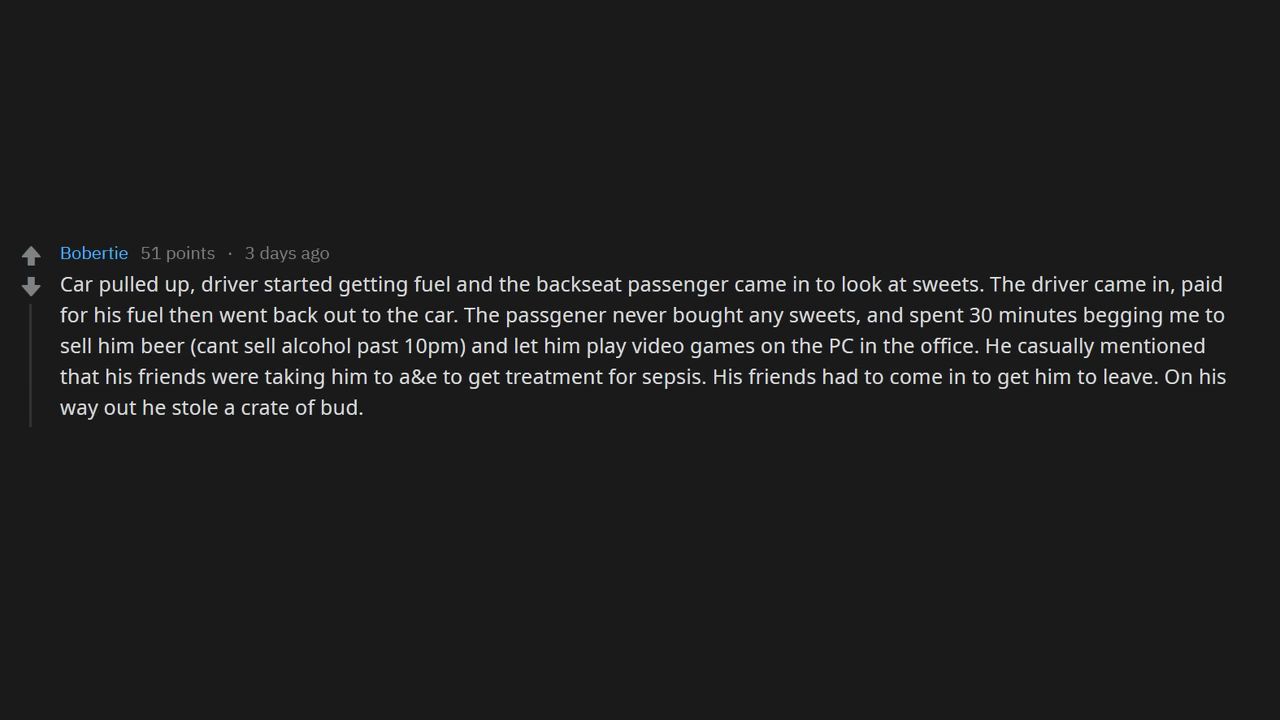 Bobertie 51 points · 3 days ago
Car pulled up, driver started getting fuel and the backseat passenger came in to look at sweets. The driver came in, paid
for his fuel then went back out to the car. The passgener never bought any sweets, and spent 30 minutes begging me to
sell him beer (cant sell alcohol past 10pm) and let him play video games on the PC in the office. He casually mentioned
that his friends were taking him to a&e to get treatment for sepsis. His friends had to come in to get him to leave. On his
way out he stole a crate of bud.